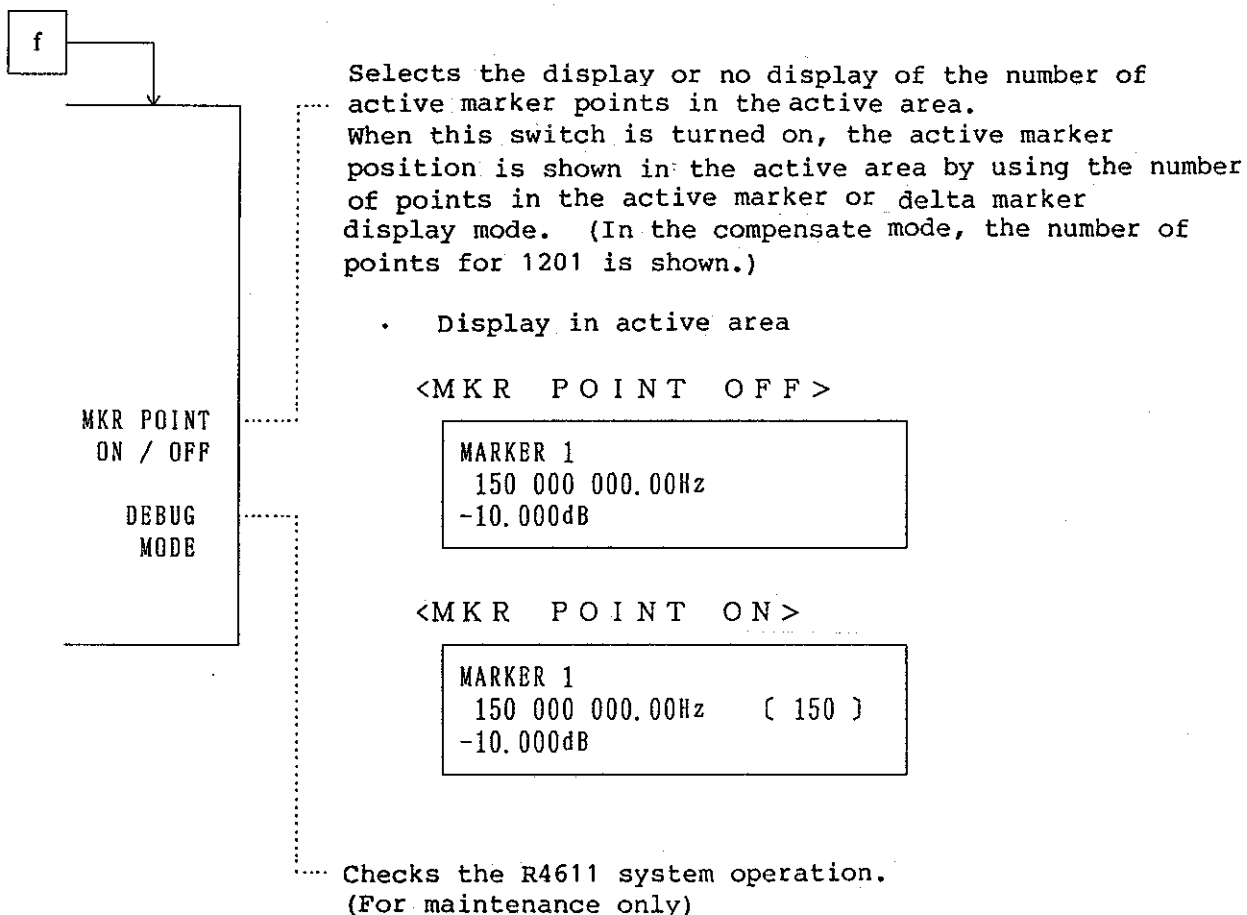 f
Selects the display or no display of the number of
active marker points in the active area.
When this switch is turned on, the active marker
position is shown in the active area by using the number
of points in the active marker or delta marker
display mode. (In the compensate mode, the number of
points for 1201 is shown.)
· Display in active area
<MKR POINT OFF>
MKR POINT
ON / OFF
MARKER 1
150 000 000.00Hz
-10.000dB
DEBUG
MODE
<MKR POINT ON>
MARKER 1
150 000 000.00Hz [ 150 ]
-10.000dB
Checks the R4611 system operation.
(For maintenance only)